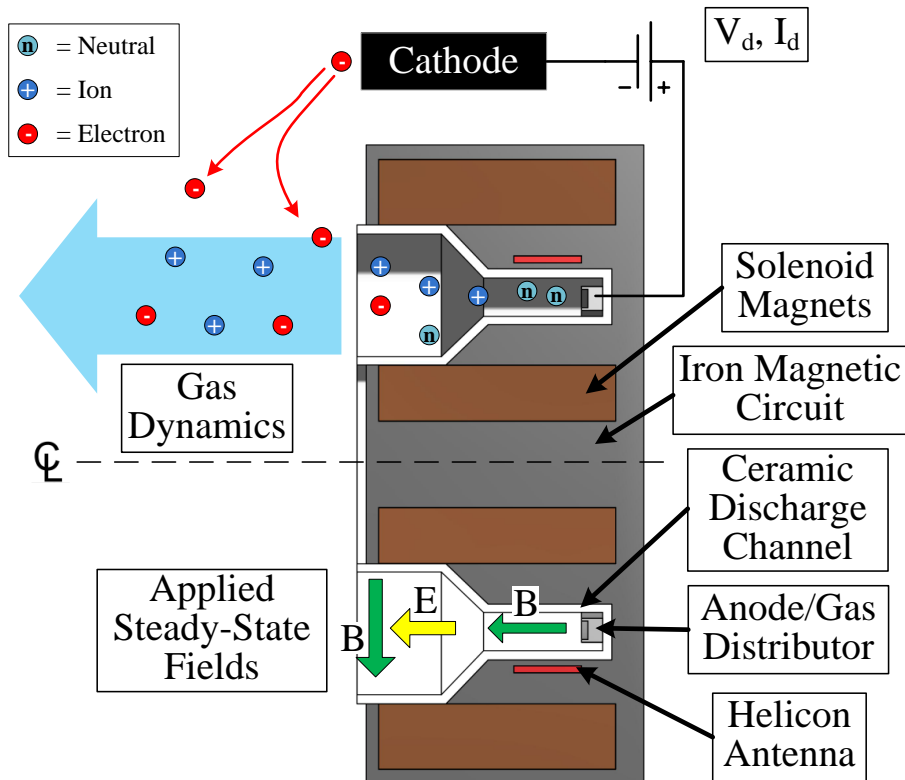 n = Neutral
+ = Ion
- = Electron
-
Cathode
- +
V_d, I_d
-
-
+
+
-
+
-
-
+
+
-
n
+
n
n
Solenoid
Magnets
Iron Magnetic
Circuit
Gas
Dynamics
CL
Ceramic
Discharge
Channel
Applied
Steady-State
Fields
B
E
B
Anode/Gas
Distributor
Helicon
Antenna